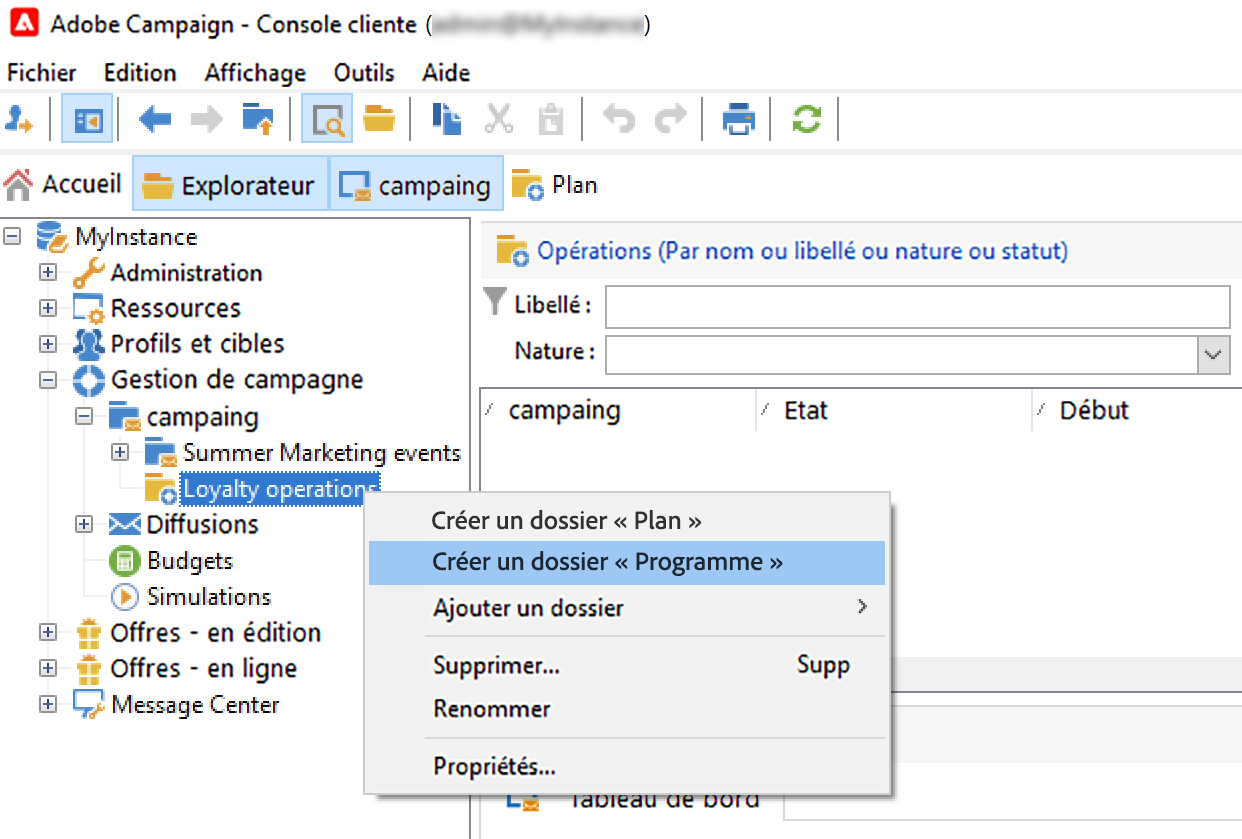 Adobe Campaign - Console cliente ( )
Fichier Edition Affichage Outils Aide
Accueil Explorateur campaing Plan
MyInstance
Administration
Ressources
Profils et cibles
Gestion de campagne
campaing
Summer Marketing events
Loyalty operations
Diffusions
Budgets
Simulations
Offres - en édition
Offres - en ligne
Message Center
Opérations (Par nom ou libellé ou nature ou statut)
Libellé :
Nature :
campaing Etat Début
Créer un dossier « Plan »
Créer un dossier « Programme »
Ajouter un dossier
Supprimer... Supp
Renommer
Propriétés...
Tableau de bord